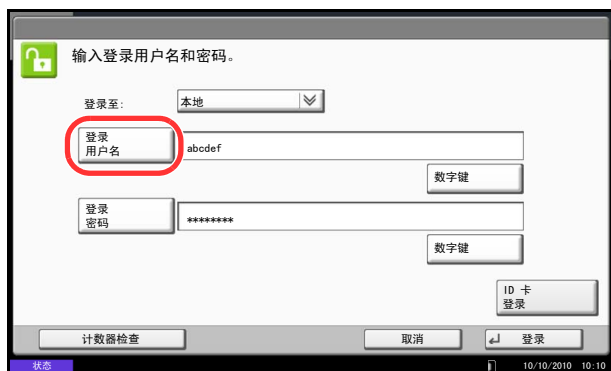 输入登录用户名和密码。
登录至: 本地
登录
用户名
abcdef
数字键
登录
密码
********
数字键
ID 卡
登录
计数器检查 取消 登录
状态 10/10/2010 10:10